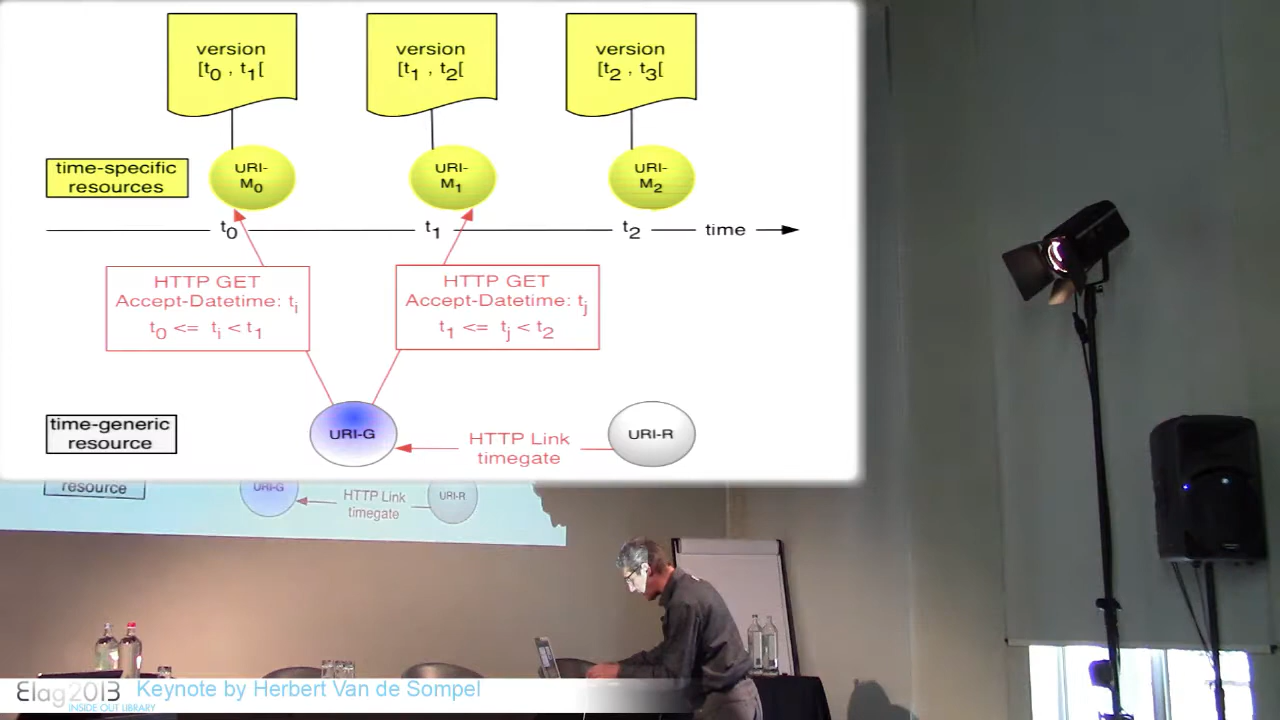 version
[t0 , t1[
version
[t1 , t2[
version
[t2 , t3[
time-specific
resources
URI-
M0
URI-
M1
URI-
M2
t0
t1
t2
time
HTTP GET
Accept-Datetime: ti
t0 <= ti < t1
HTTP GET
Accept-Datetime: tj
t1 <= tj < t2
time-generic
resource
URI-G
HTTP Link
timegate
URI-R
resource
URI-G
HTTP Link
timegate
URI-R
Elag2013
INSIDE OUT LIBRARY
Keynote by Herbert Van de Sompel